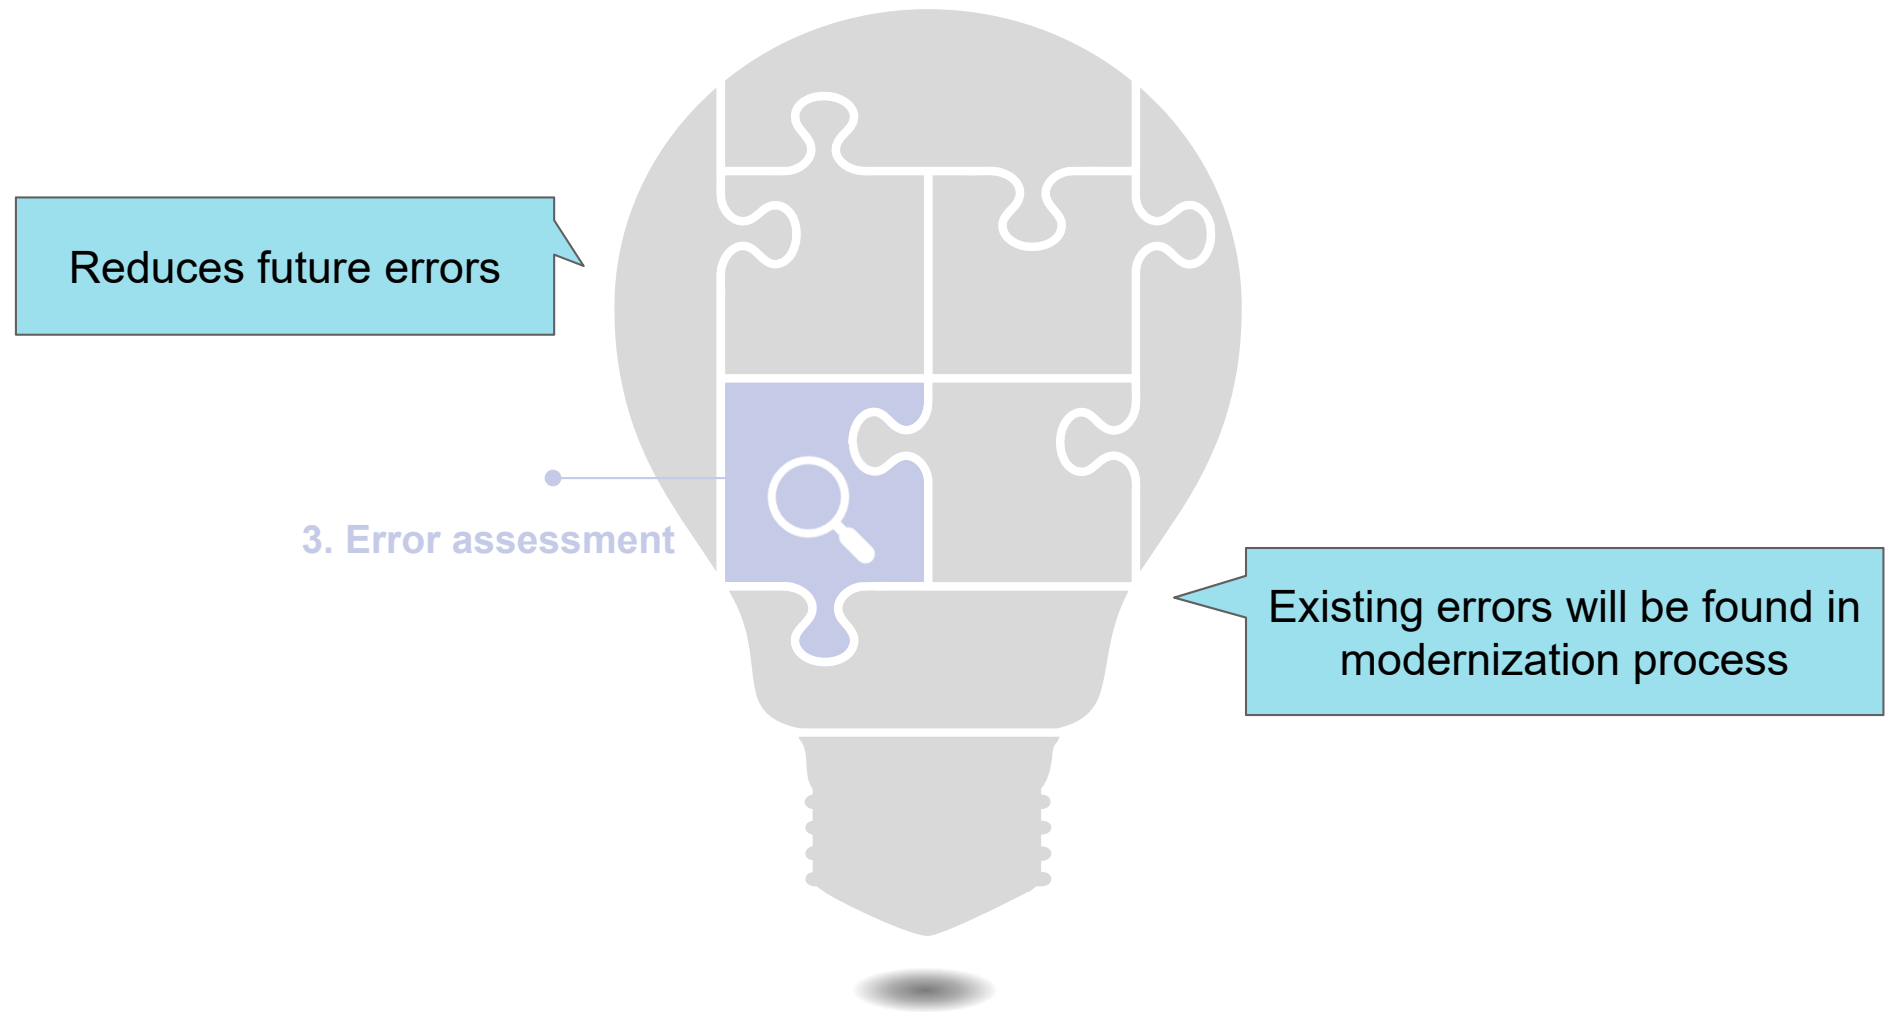 Reduces future errors
3. Error assessment
Existing errors will be found in
modernization process